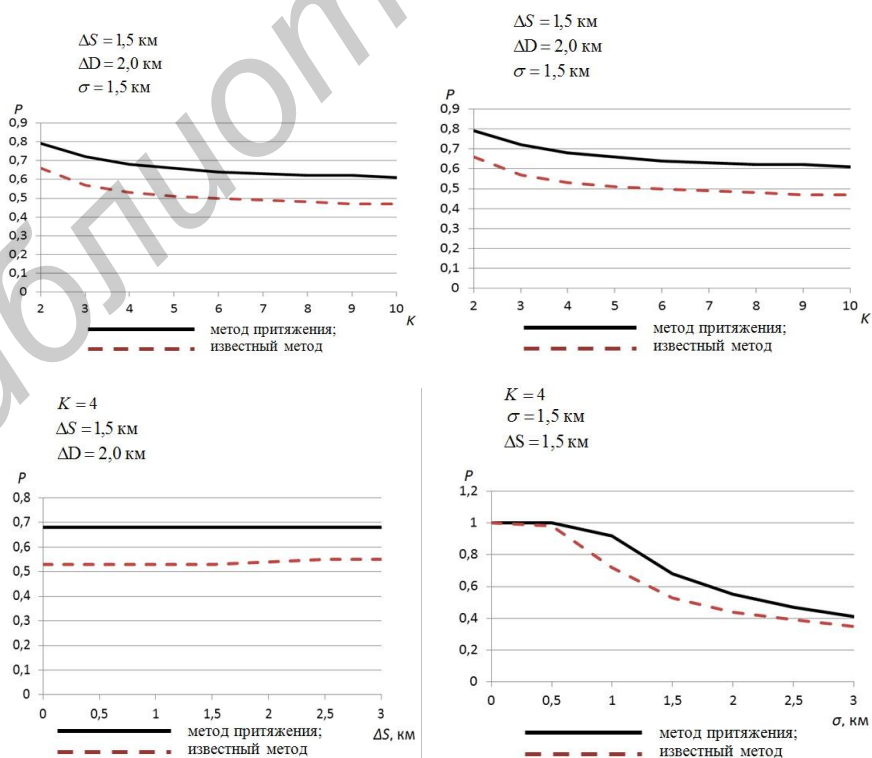 ΔS = 1,5 км
ΔD = 2,0 км
σ = 1,5 км
P
0,9
0,8
0,7
0,6
0,5
0,4
0,3
0,2
0,1
0
2 3 4 5 6 7 8 9 10
K
метод притяжения;
известный метод
ΔS = 1,5 км
ΔD = 2,0 км
σ = 1,5 км
P
0,9
0,8
0,7
0,6
0,5
0,4
0,3
0,2
0,1
0
2 3 4 5 6 7 8 9 10
K
метод притяжения;
известный метод
K = 4
ΔS = 1,5 км
ΔD = 2,0 км
P
0,8
0,7
0,6
0,5
0,4
0,3
0,2
0,1
0
0 0,5 1 1,5 2 2,5 3
ΔS, км
метод притяжения;
известный метод
K = 4
σ = 1,5 км
ΔS = 1,5 км
P
1,2
1
0,8
0,6
0,4
0,2
0
0 0,5 1 1,5 2 2,5 3
σ, км
метод притяжения;
известный метод